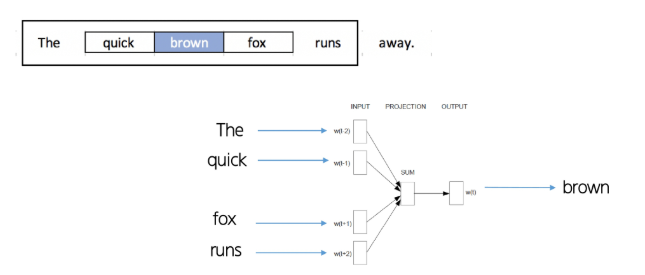 The quick brown fox runs away.
INPUT PROJECTION OUTPUT
The w(t-2)
quick w(t-1)
SUM
w(t) brown
fox w(t+1)
runs w(t+2)